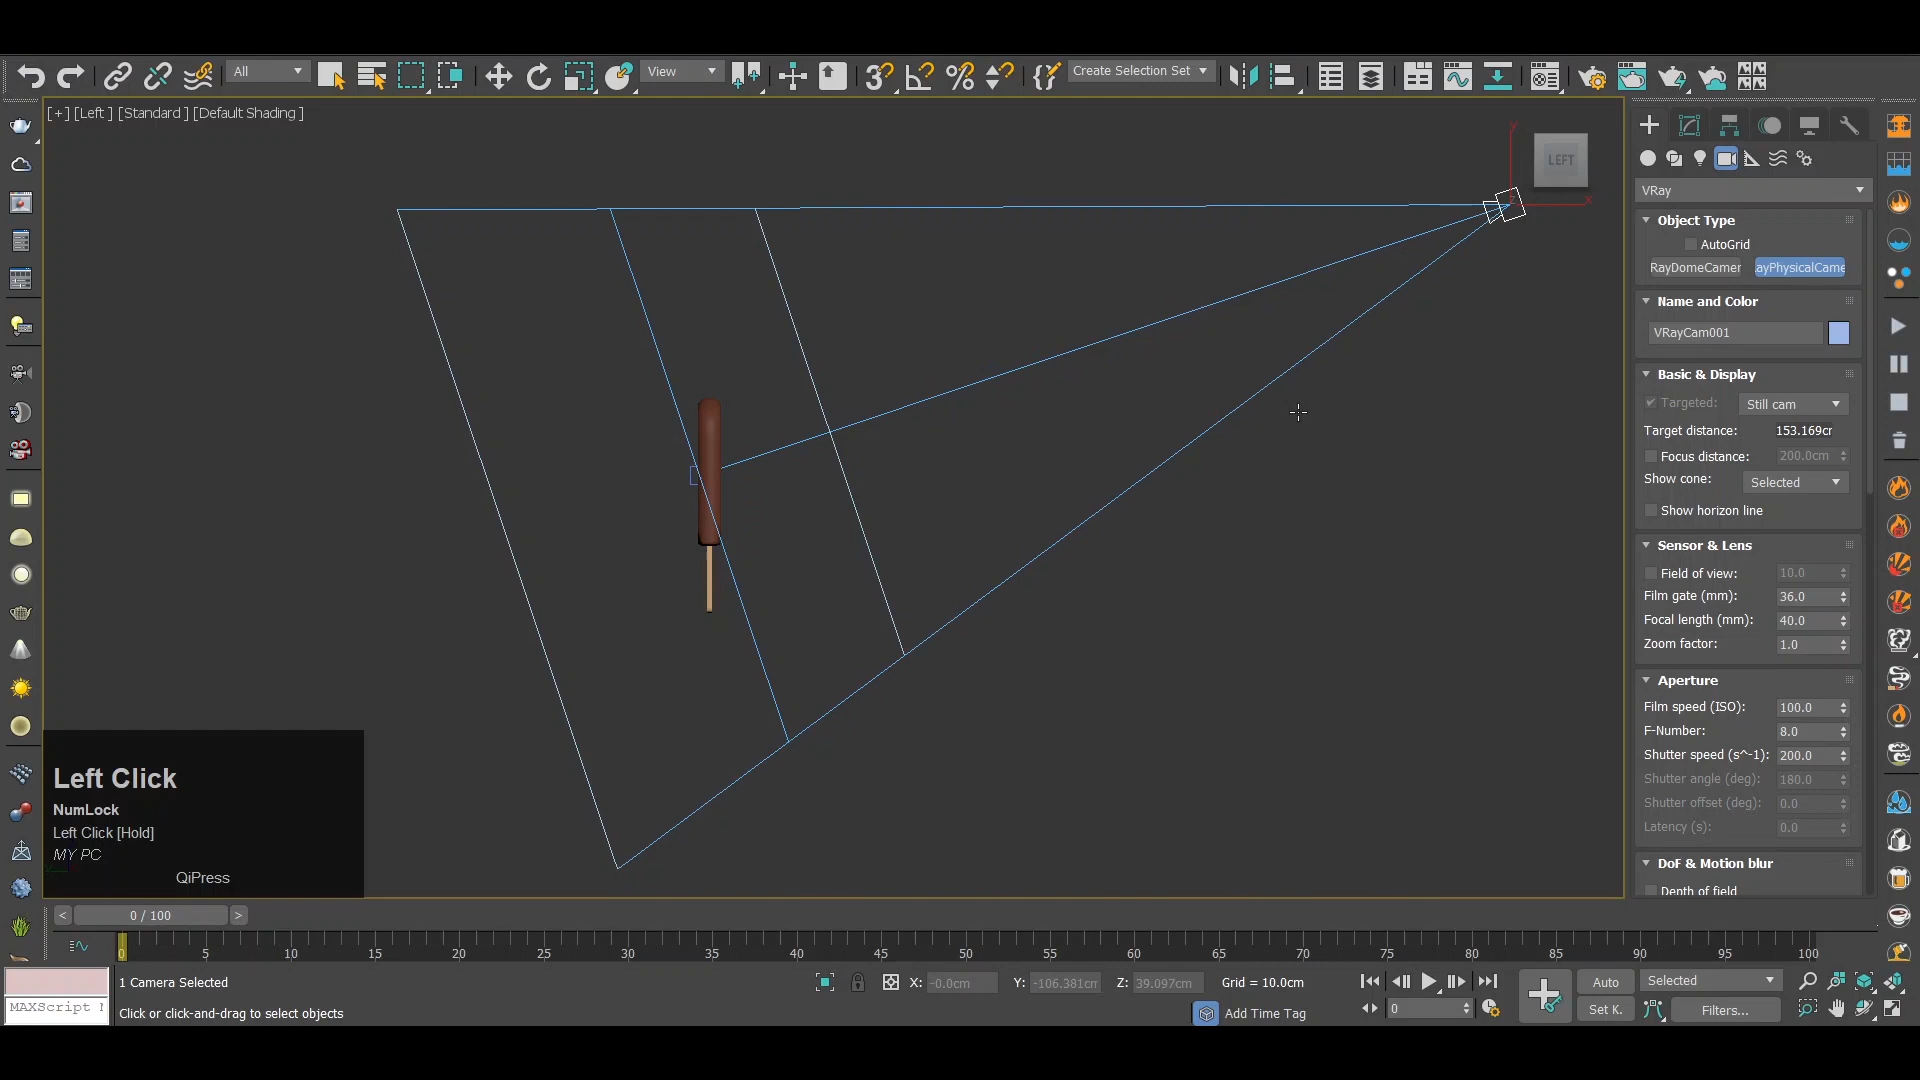 All
View
3
Create Selection Set
[+] [Left ] [Standard ] [Default Shading ]
Y
X
Z
LEFT
VRay
Object Type
AutoGrid
RayDomeCamer
ayPhysicalCame
Name and Color
VRayCam001
Basic & Display
Targeted:
Still cam
Target distance:
153.169cr
Focus distance:
200.0cm
Show cone:
Selected
Show horizon line
Sensor & Lens
Field of view:
10.0
Film gate (mm):
36.0
Focal length (mm):
40.0
Zoom factor:
1.0
Aperture
Film speed (ISO):
100.0
F-Number:
8.0
Shutter speed (s^-1):
200.0
Shutter angle (deg):
180.0
Shutter offset (deg):
0.0
Latency (s):
0.0
DoF & Motion blur
Depth of field
Left Click
NumLock
Left Click [Hold]
MY PC
QiPress
< 0 / 100 >
0 5 10 15 20 25 30 35 40 45 50 55 60 65 70 75 80 85 90 95 100
1 Camera Selected
X: -0.0cm Y: -106.381cm Z: 39.097cm Grid = 10.0cm
Auto Selected
MAXScript
Click or click-and-drag to select objects
Add Time Tag
0
Set K. Filters...